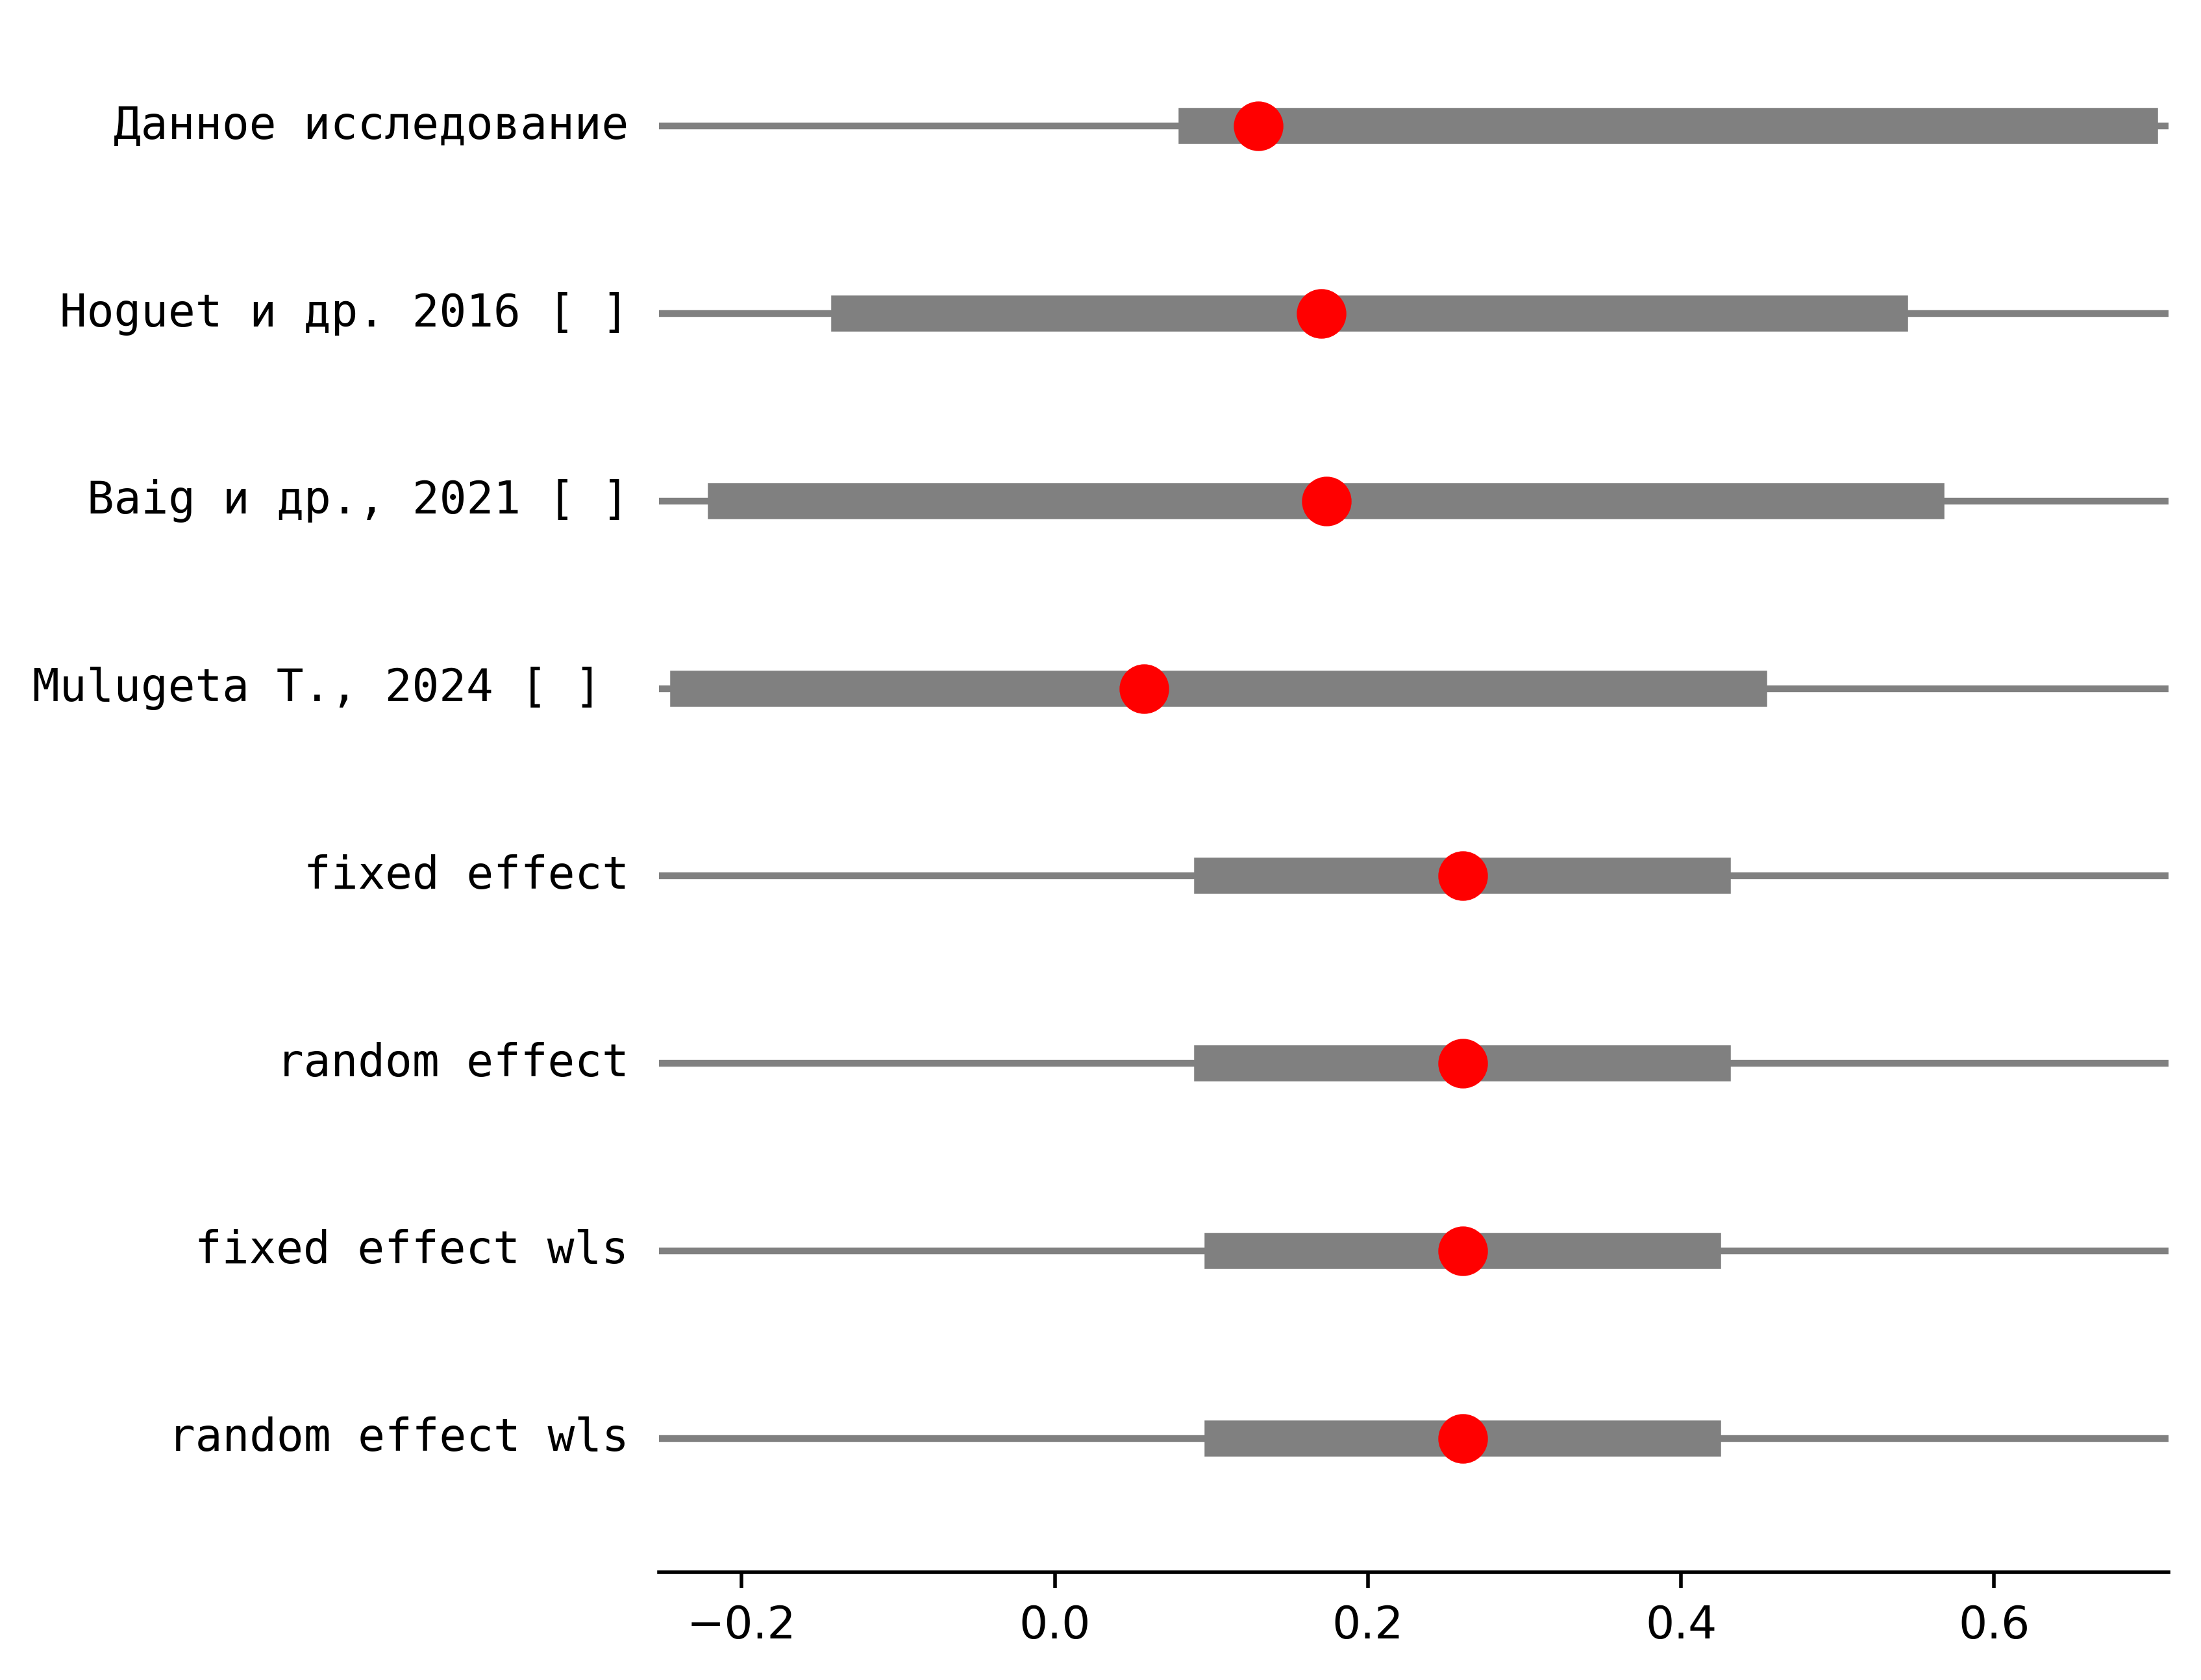 Данное исследование
Hoguet и др. 2016 [ ]
Baig и др., 2021 [ ]
Mulugeta T., 2024 [ ]
fixed effect
random effect
fixed effect wls
random effect wls
−0.2 0.0 0.2 0.4 0.6